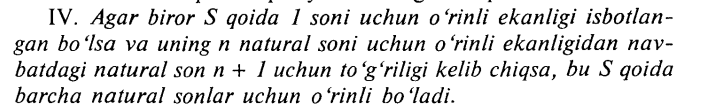 IV. Agar biror S qoida 1 soni uchun o‘rinli ekanligi isbotlan-
gan bo‘lsa va uning n natural soni uchun o‘rinli ekanligidan nav-
batdagi natural son n + 1 uchun to‘g‘riligi kelib chiqsa, bu S qoida
barcha natural sonlar uchun o‘rinli bo‘ladi.